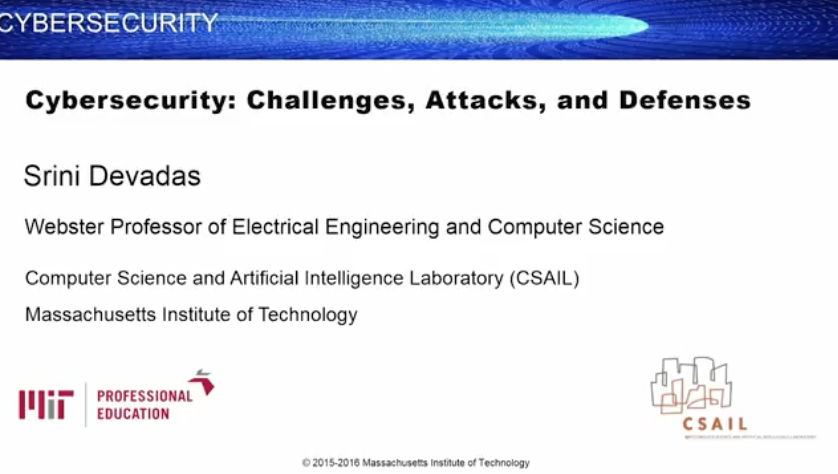 CYBERSECURITY
Cybersecurity: Challenges, Attacks, and Defenses
Srini Devadas
Webster Professor of Electrical Engineering and Computer Science
Computer Science and Artificial Intelligence Laboratory (CSAIL)
Massachusetts Institute of Technology
MIT PROFESSIONAL
EDUCATION
CSAIL
© 2015-2016 Massachusetts Institute of Technology